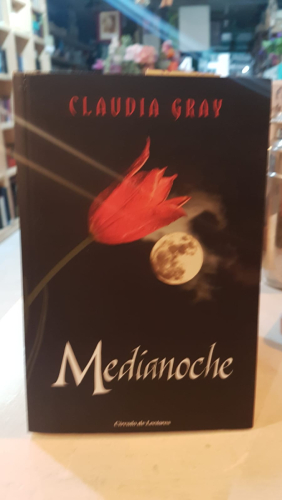 CLAUDIA GRAY
Medianoche
Círculo de Lectores